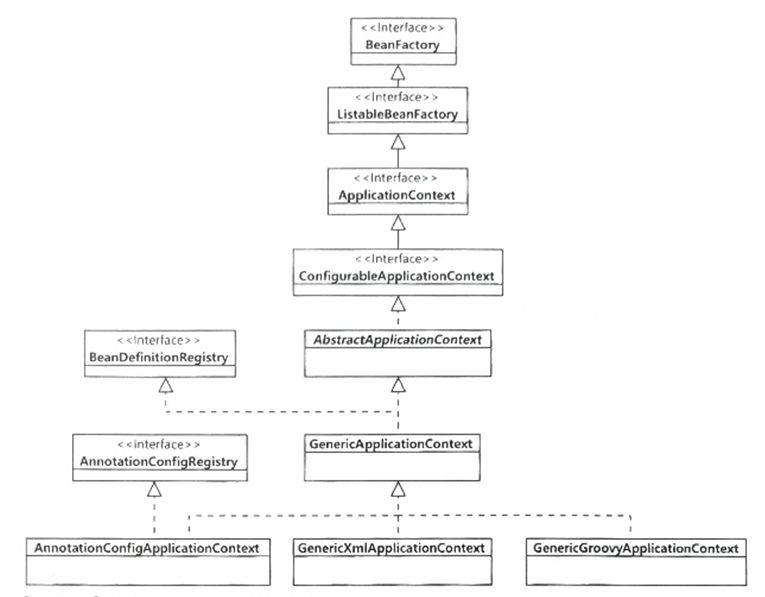 <<Interface>>
BeanFactory
<<Interface>>
ListableBeanFactory
<<Interface>>
ApplicationContext
<<Interface>>
ConfigurableApplicationContext
<<Interface>>
BeanDefinitionRegistry
AbstractApplicationContext
<<interface>>
AnnotationConfigRegistry
GenericApplicationContext
AnnotationConfigApplicationContext
GenericXmlApplicationContext
GenericGroovyApplicationContext